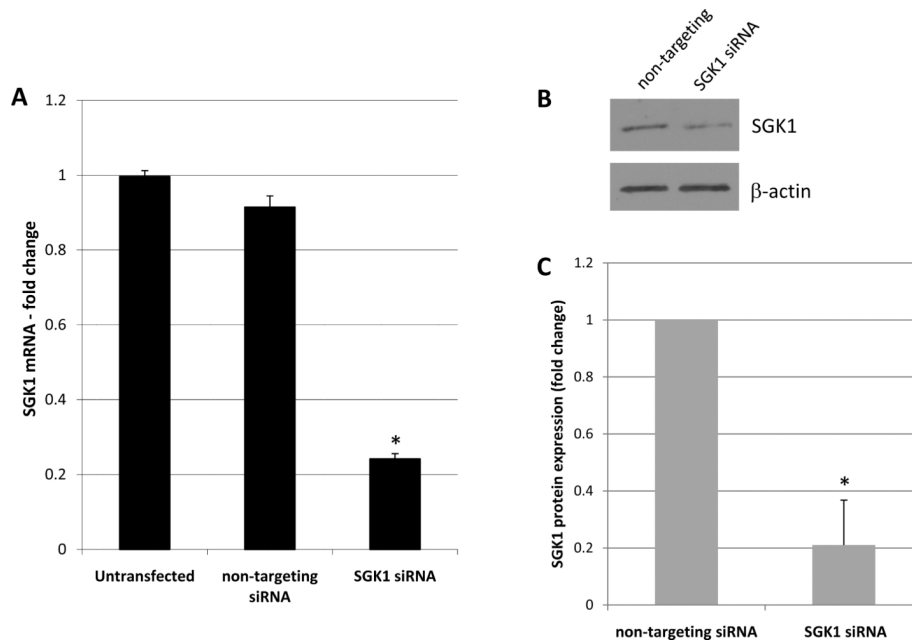 A
SGK1 mRNA - fold change
1.2
1
0.8
0.6
0.4
0.2
0
*
Untransfected
non-targeting
siRNA
SGK1 siRNA
B
non-targeting
SGK1 siRNA
SGK1
β-actin
C
SGK1 protein expression (fold change)
1.2
1
0.8
0.6
0.4
0.2
0
*
non-targeting siRNA
SGK1 siRNA